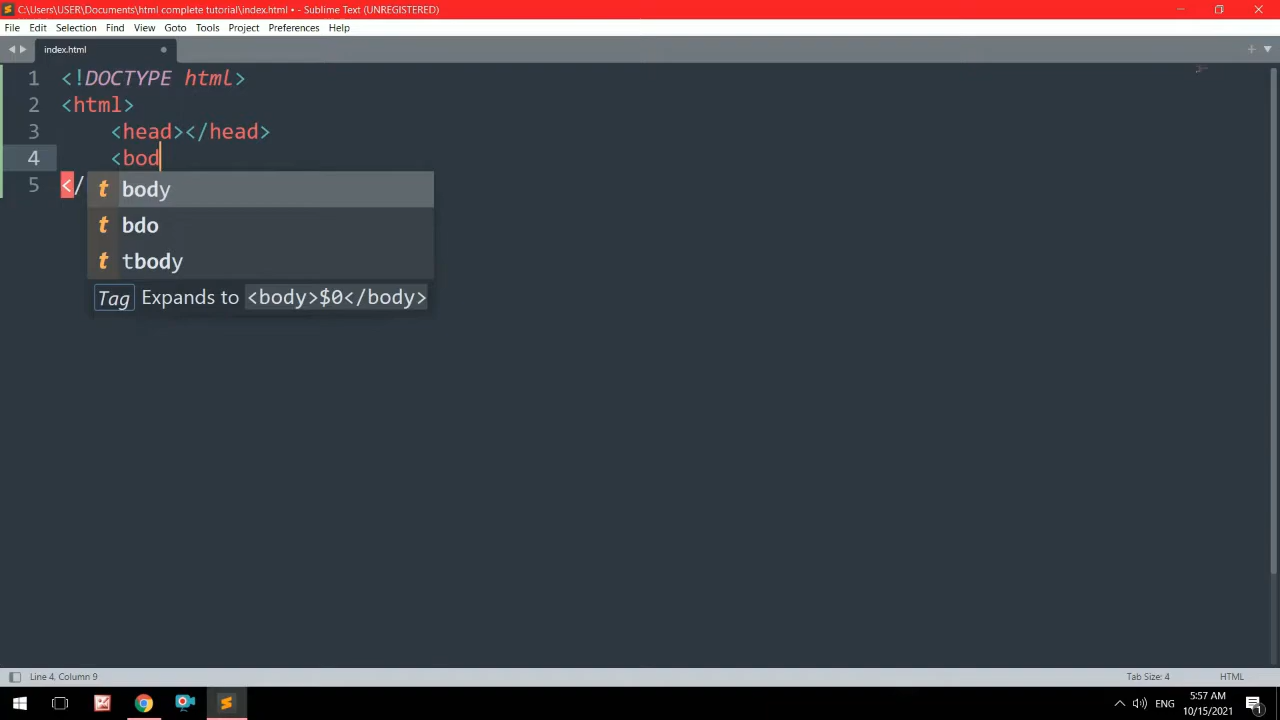 C:\Users\USER\Documents\html complete tutorial\index.html • - Sublime Text (UNREGISTERED)
File Edit Selection Find View Goto Tools Project Preferences Help
index.html
1 <!DOCTYPE html>
2 <html>
3 <head></head>
4 <bod
5 </
t body
t bdo
t tbody
Tag Expands to <body>$0</body>
Line 4, Column 9 Tab Size: 4 HTML
ENG 5:57 AM
10/15/2021 1